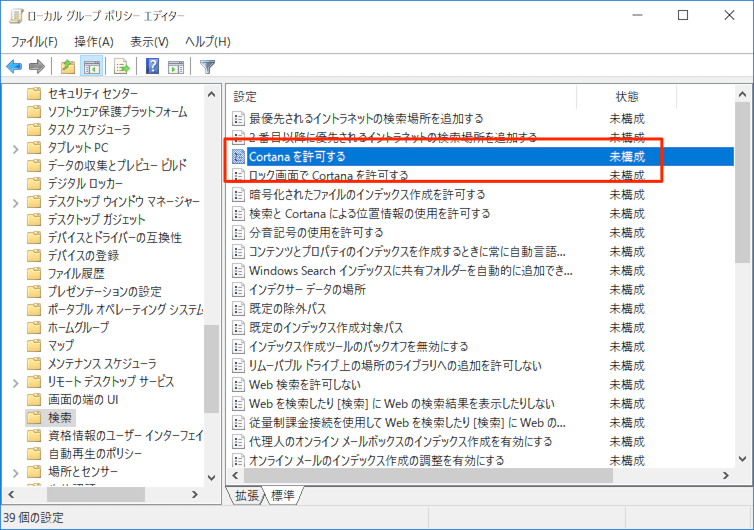 ローカル グループ ポリシー エディター
ファイル(F) 操作(A) 表示(V) ヘルプ(H)
セキュリティ センター
ソフトウェア保護プラットフォーム
タスク スケジューラ
タブレット PC
データの収集とプレビュー ビルド
デジタル ロッカー
デスクトップ ウィンドウ マネージャー
デスクトップ ガジェット
デバイスとドライバーの互換性
デバイスの登録
ファイル履歴
プレゼンテーションの設定
ポータブル オペレーティング システム
ホームグループ
マップ
メンテナンス スケジューラ
リモート デスクトップ サービス
画面の端の UI
検索
資格情報のユーザー インターフェイ
自動再生のポリシー
場所とセンサー
設定 状態
最優先されるイントラネットの検索場所を追加する 未構成
2 番目以降に優先されるイントラネットの検索場所を追加する 未構成
Cortana を許可する 未構成
ロック画面で Cortana を許可する 未構成
暗号化されたファイルのインデックス作成を許可する 未構成
検索と Cortana による位置情報の使用を許可する 未構成
分音記号の使用を許可する 未構成
コンテンツとプロパティのインデックスを作成するときに常に自動言語... 未構成
Windows Search インデックスに共有フォルダーを自動的に追加でき... 未構成
インデクサー データの場所 未構成
既定の除外パス 未構成
既定のインデックス作成対象パス 未構成
インデックス作成ツールのバックオフを無効にする 未構成
リムーバブル ドライブ上の場所のライブラリへの追加を許可しない 未構成
Web 検索を許可しない 未構成
Web を検索したり [検索] に Web の検索結果を表示したりしない 未構成
従量制課金接続を使用して Web を検索したり [検索] に Web の... 未構成
代理人のオンライン メールボックスのインデックス作成を有効にする 未構成
オンライン メールのインデックス作成の調整を有効にする 未構成
拡張 標準
39 個の設定